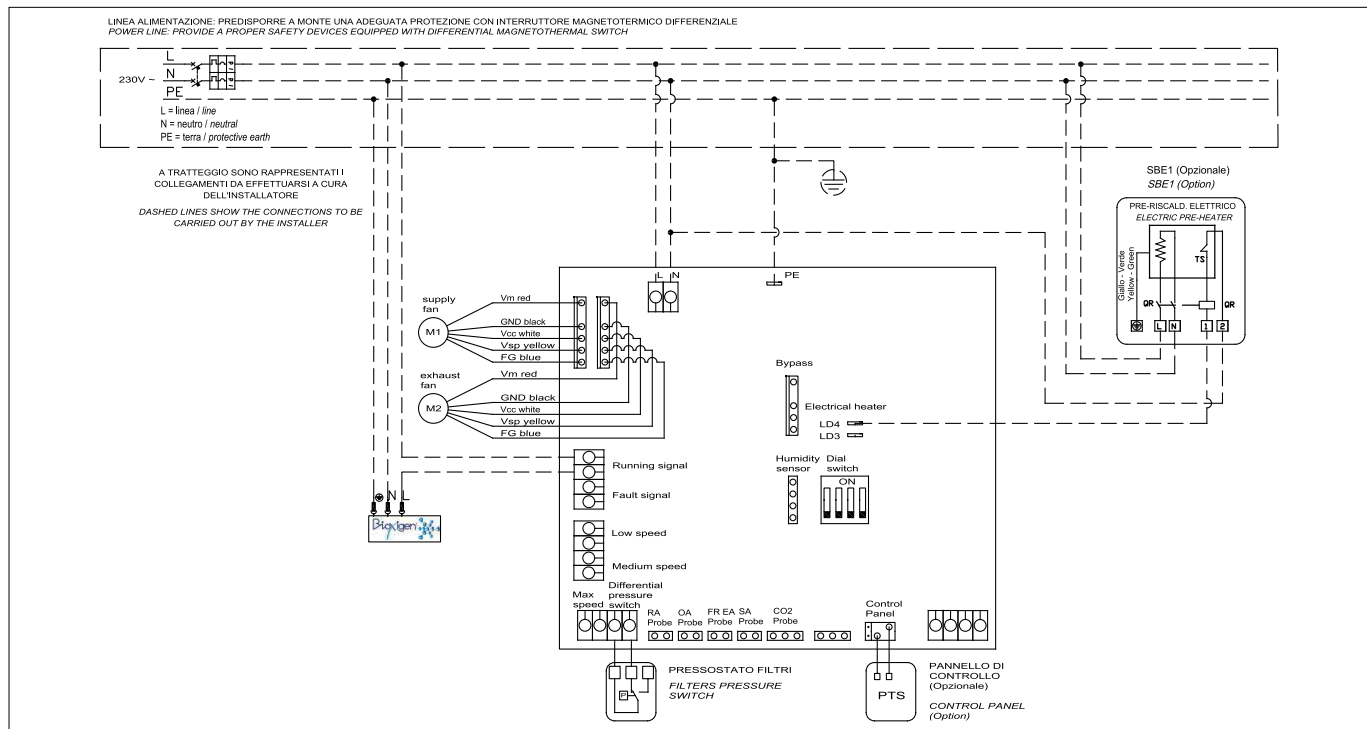 LINEA ALIMENTAZIONE: PREDISPORRE A MONTE UNA ADEGUATA PROTEZIONE CON INTERRUTTORE MAGNETOTERMICO DIFFERENZIALE
POWER LINE: PROVIDE A PROPER SAFETY DEVICES EQUIPPED WITH DIFFERENTIAL MAGNETOTHERMAL SWITCH
L
N
230V ~
PE
L = linea / line
N = neutro / neutral
PE = terra / protective earth
A TRATTEGGIO SONO RAPPRESENTATI I
COLLEGAMENTI DA EFFETTUARSI A CURA
DELL'INSTALLATORE
DASHED LINES SHOW THE CONNECTIONS TO BE
CARRIED OUT BY THE INSTALLER
SBE1 (Opzionale)
SBE1 (Option)
PRE-RISCALD. ELETTRICO
ELECTRIC PRE-HEATER
Giallo - Verde
Yellow - Green
TS
QR
QR
L N 1 2
L N
PE
supply
fan
M1
Vm red
GND black
Vcc white
Vsp yellow
FG blue
exhaust
fan
M2
Vm red
GND black
Vcc white
Vsp yellow
FG blue
Bypass
Electrical heater
LD4
LD3
Humidity
sensor
Dial
switch
ON
Running signal
Fault signal
N L
Bioxigen
Low speed
Medium speed
Max
speed
Differential
pressure
switch
RA
Probe
OA
Probe
FR EA
Probe
SA
Probe
CO2
Probe
Control
Panel
P
PRESSOSTATO FILTRI
FILTERS PRESSURE
SWITCH
PTS
PANNELLO DI
CONTROLLO
(Opzionale)
CONTROL PANEL
(Option)